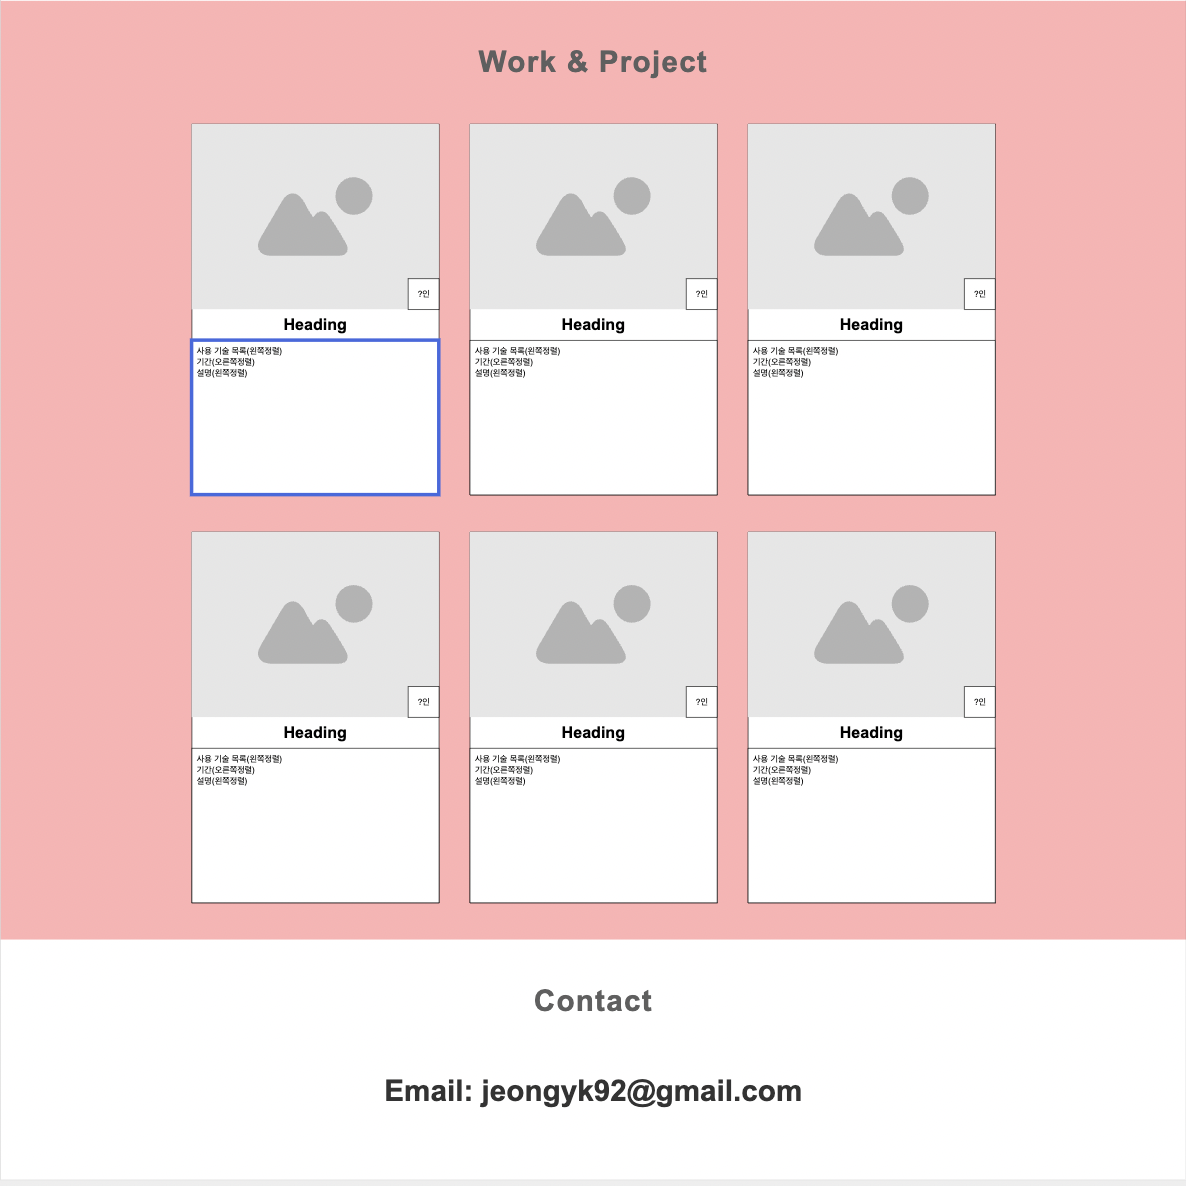 Work & Project
?인
?인
?인
Heading
Heading
Heading
사용 기술 목록(왼쪽정렬)
기간(오른쪽정렬)
설명(왼쪽정렬)
사용 기술 목록(왼쪽정렬)
기간(오른쪽정렬)
설명(왼쪽정렬)
사용 기술 목록(왼쪽정렬)
기간(오른쪽정렬)
설명(왼쪽정렬)
?인
?인
?인
Heading
Heading
Heading
사용 기술 목록(왼쪽정렬)
기간(오른쪽정렬)
설명(왼쪽정렬)
사용 기술 목록(왼쪽정렬)
기간(오른쪽정렬)
설명(왼쪽정렬)
사용 기술 목록(왼쪽정렬)
기간(오른쪽정렬)
설명(왼쪽정렬)
Contact
Email: jeongyk92@gmail.com